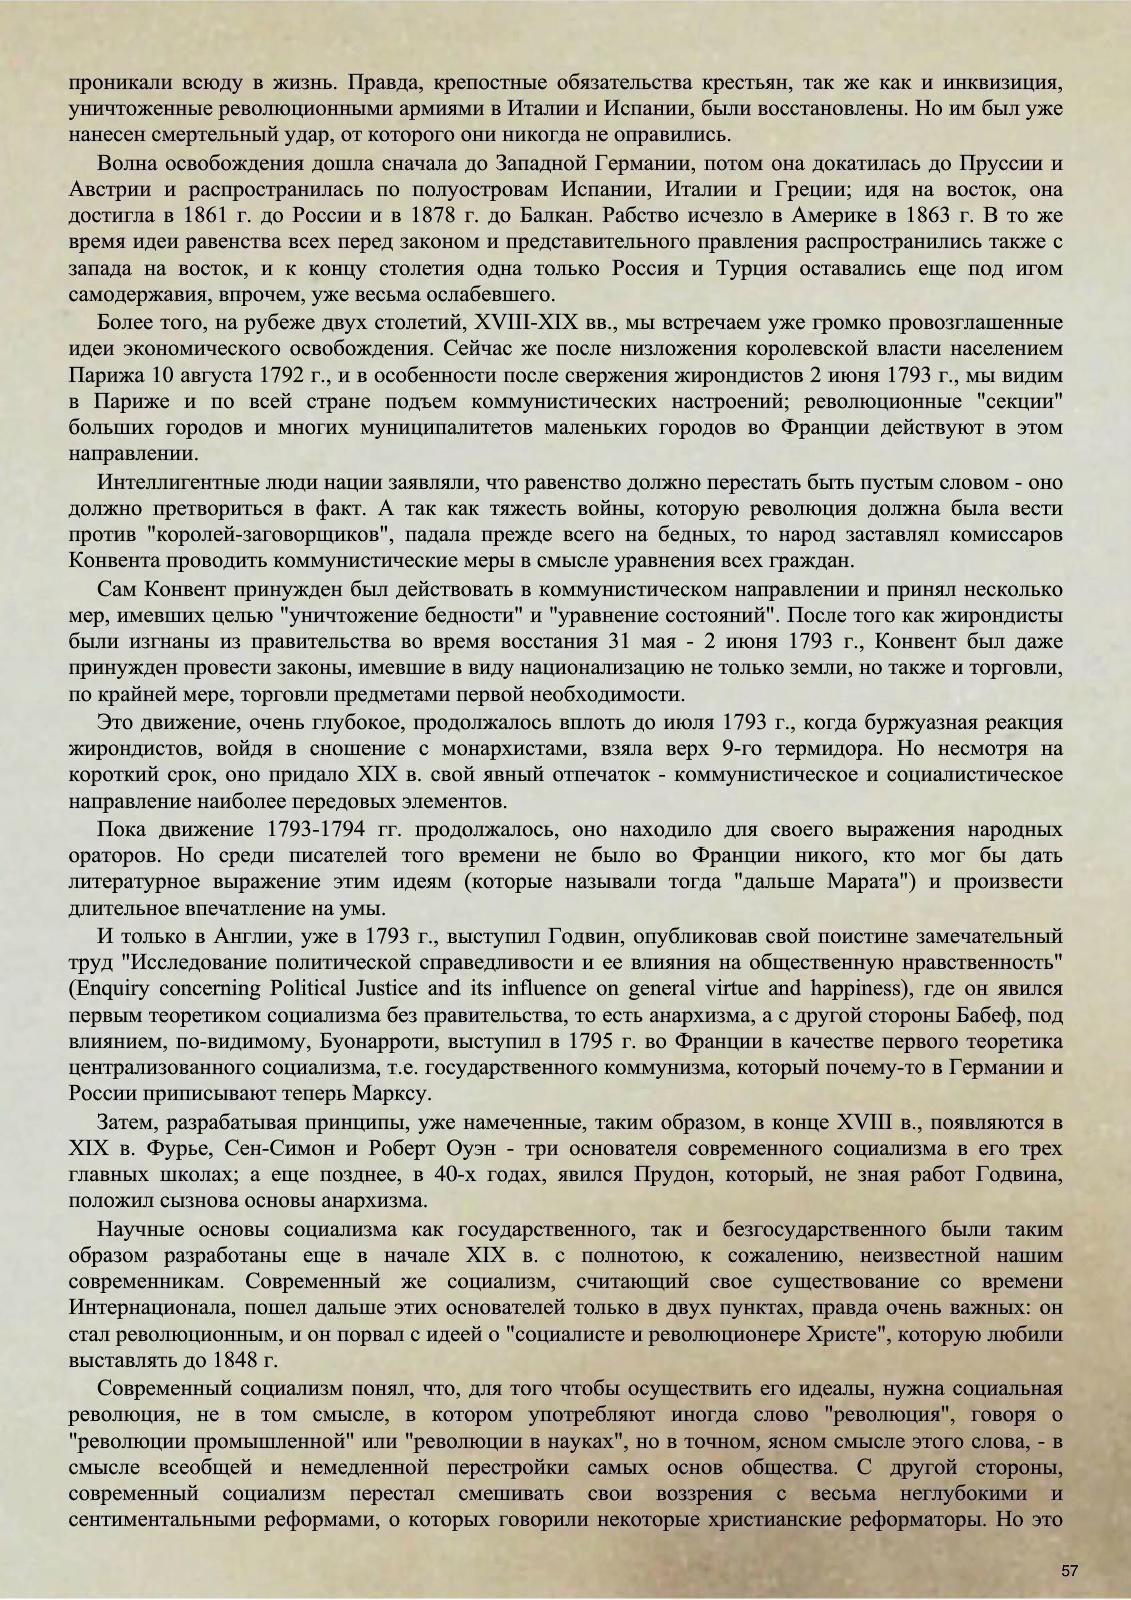 проникали всюду в жизнь. Правда, крепостные обязательства крестьян, так же как и инквизиция,
уничтоженные революционными армиями в Италии и Испании, были восстановлены. Но им был уже
нанесен смертельный удар, от которого они никогда не оправились.
Волна освобождения дошла сначала до Западной Германии, потом она докатилась до Пруссии и
Австрии и распространилась по полуостровам Испании, Италии и Греции; идя на восток, она
достигла в 1861 г. до России и в 1878 г. до Балкан. Рабство исчезло в Америке в 1863 г. В то же
время идеи равенства всех перед законом и представительного правления распространились также с
запада на восток, и к концу столетия одна только Россия и Турция оставались еще под игом
самодержавия, впрочем, уже весьма ослабевшего.
Более того, на рубеже двух столетий, XVIII-XIX вв., мы встречаем уже громко провозглашенные
идеи экономического освобождения. Сейчас же после низложения королевской власти населением
Парижа 10 августа 1792 г., и в особенности после свержения жирондистов 2 июня 1793 г., мы видим
в Париже и по всей стране подъем коммунистических настроений; революционные "секции"
больших городов и многих муниципалитетов маленьких городов во Франции действуют в этом
направлении.
Интеллигентные люди нации заявляли, что равенство должно перестать быть пустым словом - оно
должно претвориться в факт. А так как тяжесть войны, которую революция должна была вести
против "королей-заговорщиков", падала прежде всего на бедных, то народ заставлял комиссаров
Конвента проводить коммунистические меры в смысле уравнения всех граждан.
Сам Конвент принужден был действовать в коммунистическом направлении и принял несколько
мер, имевших целью "уничтожение бедности" и "уравнение состояний". После того как жирондисты
были изгнаны из правительства во время восстания 31 мая - 2 июня 1793 г., Конвент был даже
принужден провести законы, имевшие в виду национализацию не только земли, но также и торговли,
по крайней мере, торговли предметами первой необходимости.
Это движение, очень глубокое, продолжалось вплоть до июля 1793 г., когда буржуазная реакция
жирондистов, войдя в сношение с монархистами, взяла верх 9-го термидора. Но несмотря на
короткий срок, оно придало XIX в. свой явный отпечаток - коммунистическое и социалистическое
направление наиболее передовых элементов.
Пока движение 1793-1794 гг. продолжалось, оно находило для своего выражения народных
ораторов. Но среди писателей того времени не было во Франции никого, кто мог бы дать
литературное выражение этим идеям (которые называли тогда "дальше Марата") и произвести
длительное впечатление на умы.
И только в Англии, уже в 1793 г., выступил Годвин, опубликовав свой поистине замечательный
труд "Исследование политической справедливости и ее влияния на общественную нравственность"
(Enquiry concerning Political Justice and its influence on general virtue and happiness), где он явился
первым теоретиком социализма без правительства, то есть анархизма, а с другой стороны Бабеф, под
влиянием, по-видимому, Буонарроти, выступил в 1795 г. во Франции в качестве первого теоретика
централизованного социализма, т.е. государственного коммунизма, который почему-то в Германии и
России приписывают теперь Марксу.
Затем, разрабатывая принципы, уже намеченные, таким образом, в конце XVIII в., появляются в
XIX в. Фурье, Сен-Симон и Роберт Оуэн - три основателя современного социализма в его трех
главных школах; а еще позднее, в 40-х годах, явился Прудон, который, не зная работ Годвина,
положил сызнова основы анархизма.
Научные основы социализма как государственного, так и безгосударственного были таким
образом разработаны еще в начале XIX в. с полнотою, к сожалению, неизвестной нашим
современникам. Современный же социализм, считающий свое существование со времени
Интернационала, пошел дальше этих основателей только в двух пунктах, правда очень важных: он
стал революционным, и он порвал с идеей о "социалисте и революционере Христе", которую любили
выставлять до 1848 г.
Современный социализм понял, что, для того чтобы осуществить его идеалы, нужна социальная
революция, не в том смысле, в котором употребляют иногда слово "революция", говоря о
"революции промышленной" или "революции в науках", но в точном, ясном смысле этого слова, - в
смысле всеобщей и немедленной перестройки самых основ общества. С другой стороны,
современный социализм перестал смешивать свои воззрения с весьма неглубокими и
сентиментальными реформами, о которых говорили некоторые христианские реформаторы. Но это
57